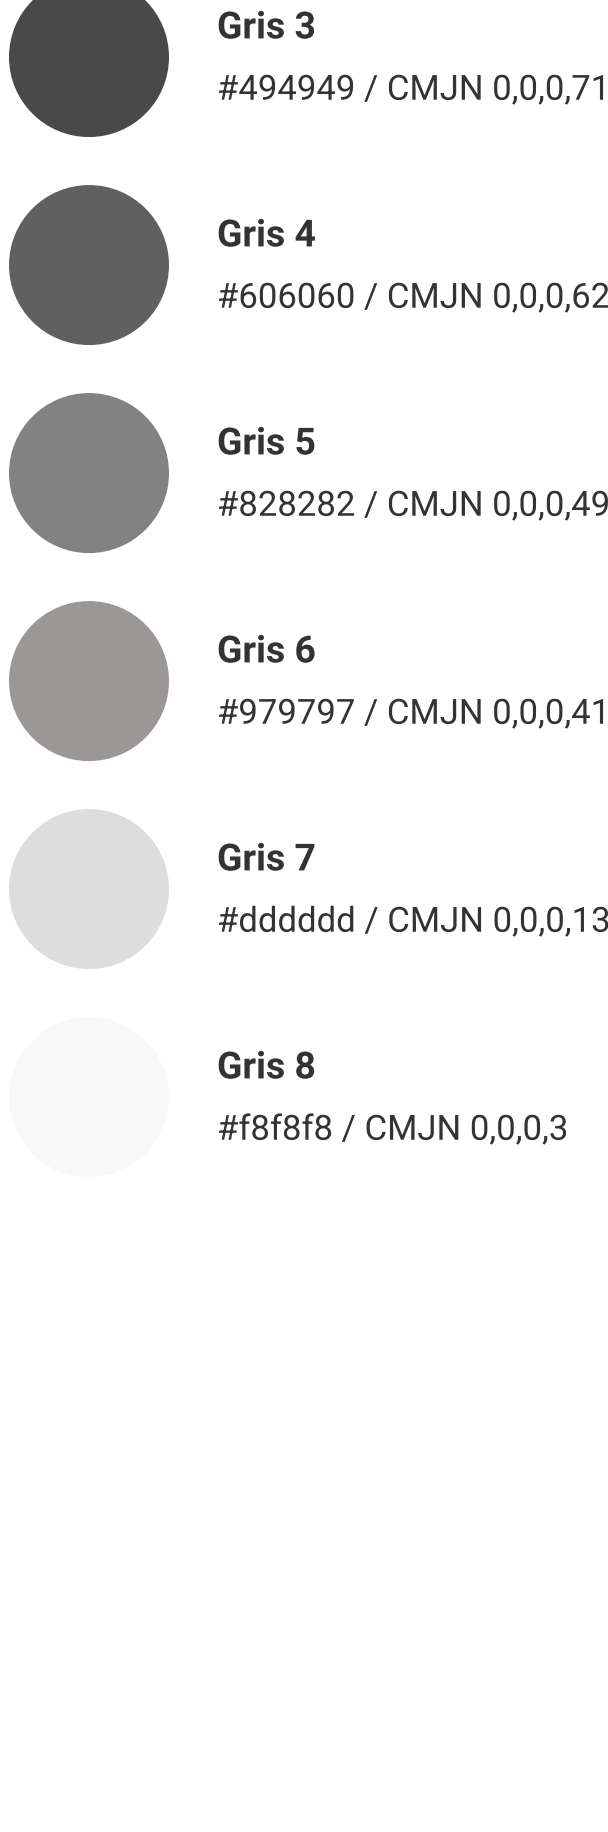 Gris 3
#494949 / CMJN 0,0,0,71
Gris 4
#606060 / CMJN 0,0,0,62
Gris 5
#828282 / CMJN 0,0,0,49
Gris 6
#979797 / CMJN 0,0,0,41
Gris 7
#dddddd / CMJN 0,0,0,13
Gris 8
#f8f8f8 / CMJN 0,0,0,3